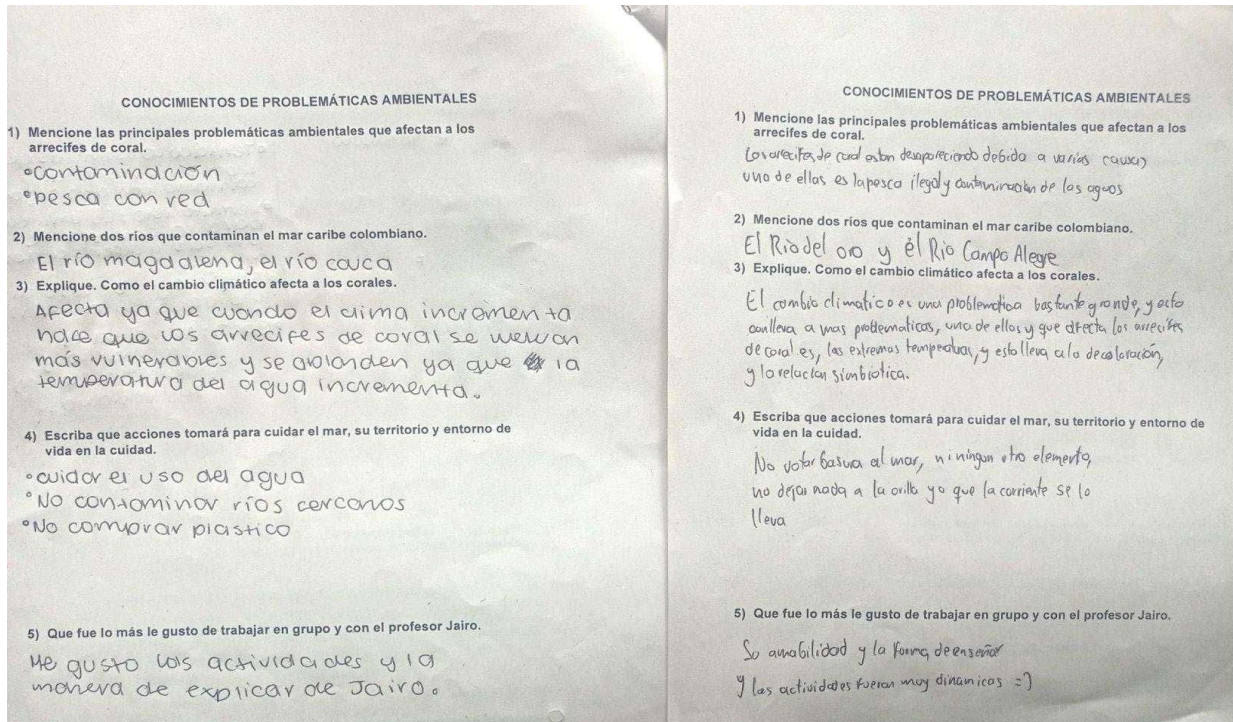 CONOCIMIENTOS DE PROBLEMÁTICAS AMBIENTALES
1) Mencione las principales problemáticas ambientales que afectan a los
arrecifes de coral.
•contaminación
•pesca con red
2) Mencione dos ríos que contaminan el mar caribe colombiano.
El río magdalena, el río cauca
3) Explique. Como el cambio climático afecta a los corales.
Afecta ya que cuando el clima incrementa
hace que los arrecifes de coral se vuelvan
más vulnerables y se ablanden ya que la
temperatura del agua incrementa.
4) Escriba que acciones tomará para cuidar el mar, su territorio y entorno de
vida en la cuidad.
•cuidar el uso del agua
•No contaminar ríos cercanos
•No comprar plastico
5) Que fue lo más le gusto de trabajar en grupo y con el profesor Jairo.
Me gusto las actividades y la
manera de explicar de Jairo.
CONOCIMIENTOS DE PROBLEMÁTICAS AMBIENTALES
1) Mencione las principales problemáticas ambientales que afectan a los
arrecifes de coral.
Los arrecifes de coral estan desapareciendo debido a varias causas
una de ellas es la pesca ilegal y contaminación de las aguas
2) Mencione dos ríos que contaminan el mar caribe colombiano.
El Rio del oro y el Rio Campo Alegre
3) Explique. Como el cambio climático afecta a los corales.
El cambio climatico es una problematica bastante grande, y esto
conlleva a mas problematicas, uno de ellos y que afecta los arrecifes
de coral es, las extremas temperaturas, y esto lleva a la decoloración,
y la relacion simbiotica.
4) Escriba que acciones tomará para cuidar el mar, su territorio y entorno de
vida en la cuidad.
No votar basura al mar, ni ningun otro elemento,
no dejar nada a la orilla ya que la corriente se lo
lleva
5) Que fue lo más le gusto de trabajar en grupo y con el profesor Jairo.
Su amabilidad y la forma de enseñar
y las actividades fueron muy dinamicas =)